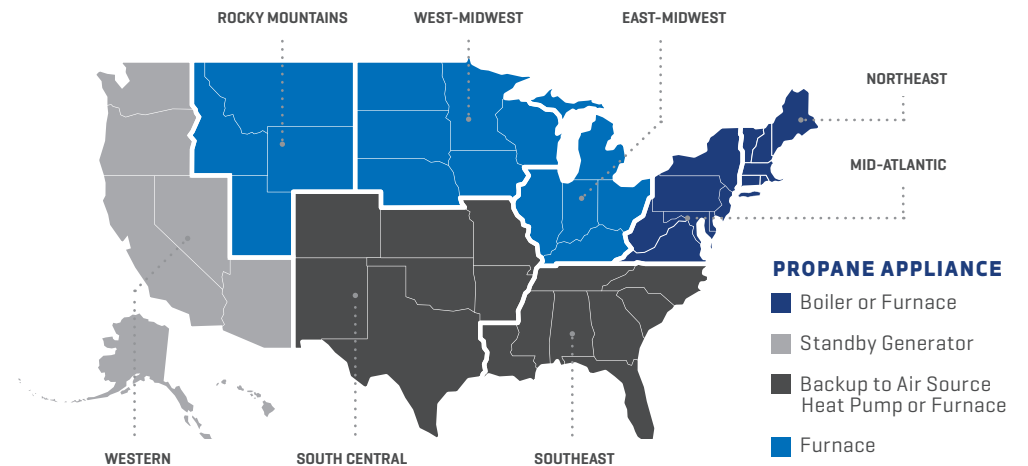 ROCKY MOUNTAINS
WEST-MIDWEST
EAST-MIDWEST
NORTHEAST
MID-ATLANTIC
PROPANE APPLIANCE
Boiler or Furnace
Standby Generator
Backup to Air Source
Heat Pump or Furnace
Furnace
WESTERN
SOUTH CENTRAL
SOUTHEAST